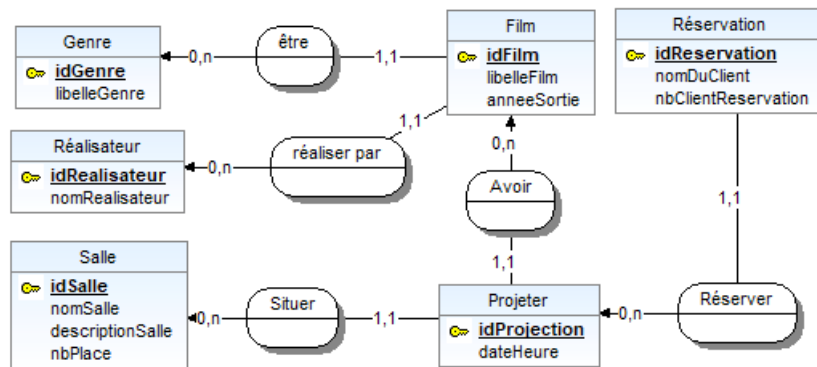 Genre
idGenre
libelleGenre
0,n
être
1,1
Film
idFilm
libelleFilm
anneeSortie
Réservation
idReservation
nomDuClient
nbClientReservation
Réalisateur
idRealisateur
nomRealisateur
0,n
réaliser par
1,1
0,n
Avoir
1,1
1,1
Salle
idSalle
nomSalle
descriptionSalle
nbPlace
0,n
Situer
1,1
Projeter
idProjection
dateHeure
0,n
Réserver